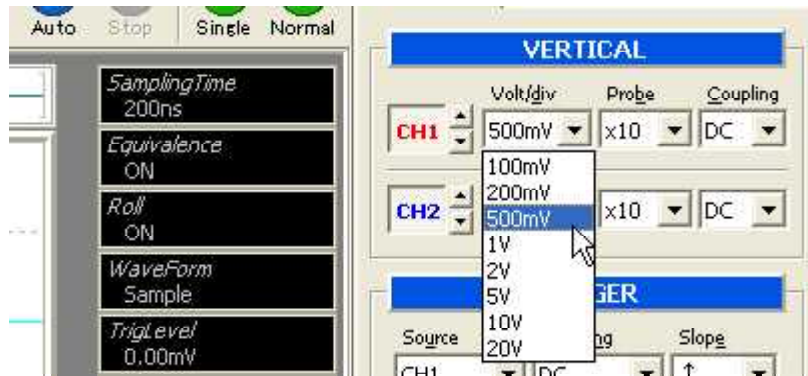 Auto Stop Single Normal
SamplingTime
200ns
Equivalence
ON
Roll
ON
WaveForm
Sample
TrigLevel
0.00mV
VERTICAL
Volt/div Probe Coupling
CH1 500mV x10 DC
100mV
200mV
500mV
1V
2V
5V
10V
20V
CH2 x10 DC
GER
Source ng Slope
CH1 DC ↑